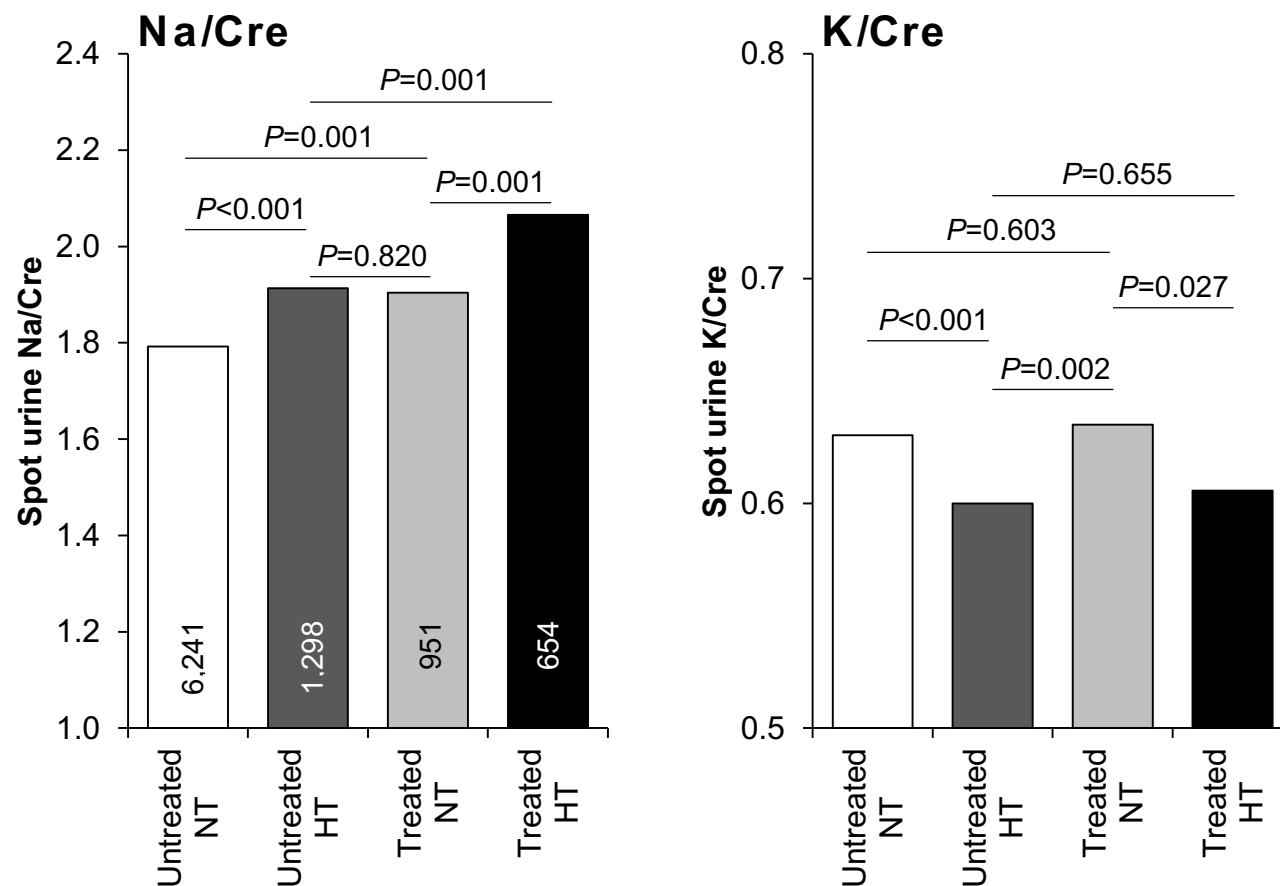 Na/Cre
Spot urine Na/Cre
2.4
2.2
2.0
1.8
1.6
1.4
1.2
1.0
P=0.001
P=0.001
P=0.001
P<0.001
P=0.820
6,241
1,298
951
654
Untreated
NT
Untreated
HT
Treated
NT
Treated
HT
K/Cre
Spot urine K/Cre
0.8
0.7
0.6
0.5
P=0.655
P=0.603
P=0.027
P<0.001
P=0.002
Untreated
NT
Untreated
HT
Treated
NT
Treated
HT